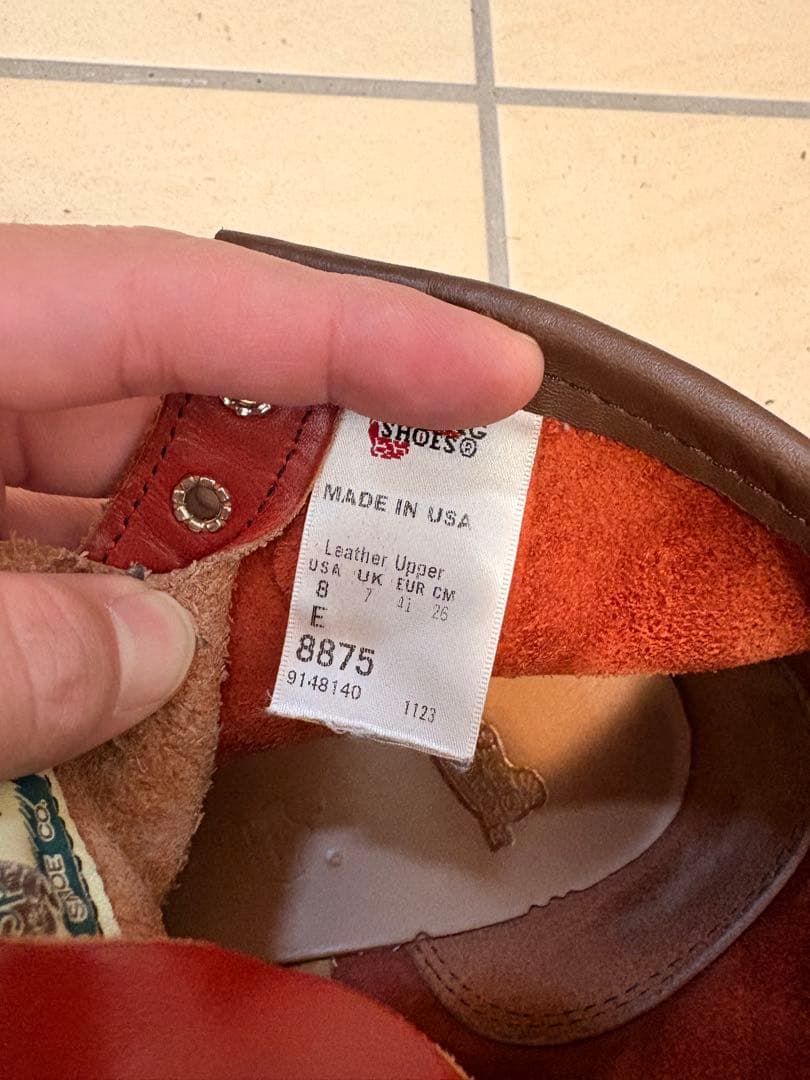 SHOES®
MADE IN USA
Leather Upper
USA UK EUR CM
8 7 41 26
E
8875
9148140 1123
SHOE CO.